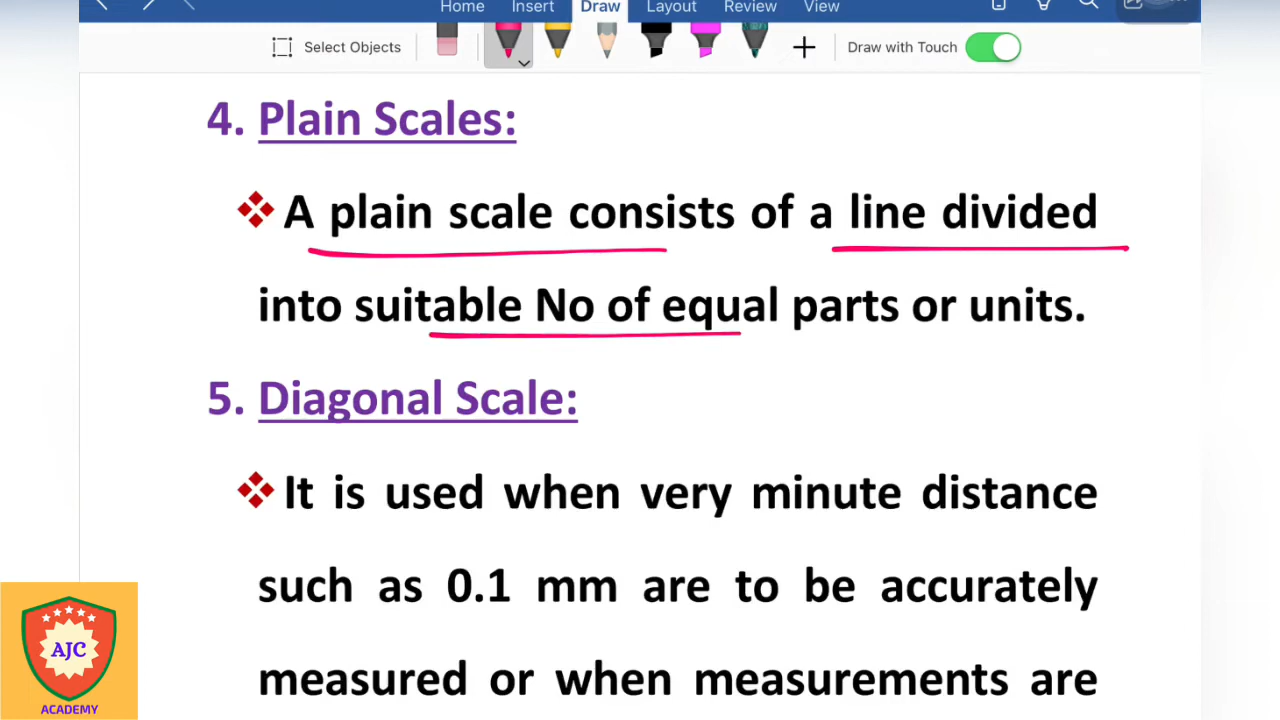 Home Insert Draw Layout Review View
Select Objects
Draw with Touch
4. Plain Scales:
❖ A plain scale consists of a line divided
into suitable No of equal parts or units.
5. Diagonal Scale:
❖ It is used when very minute distance
such as 0.1 mm are to be accurately
measured or when measurements are
AJC
ACADEMY